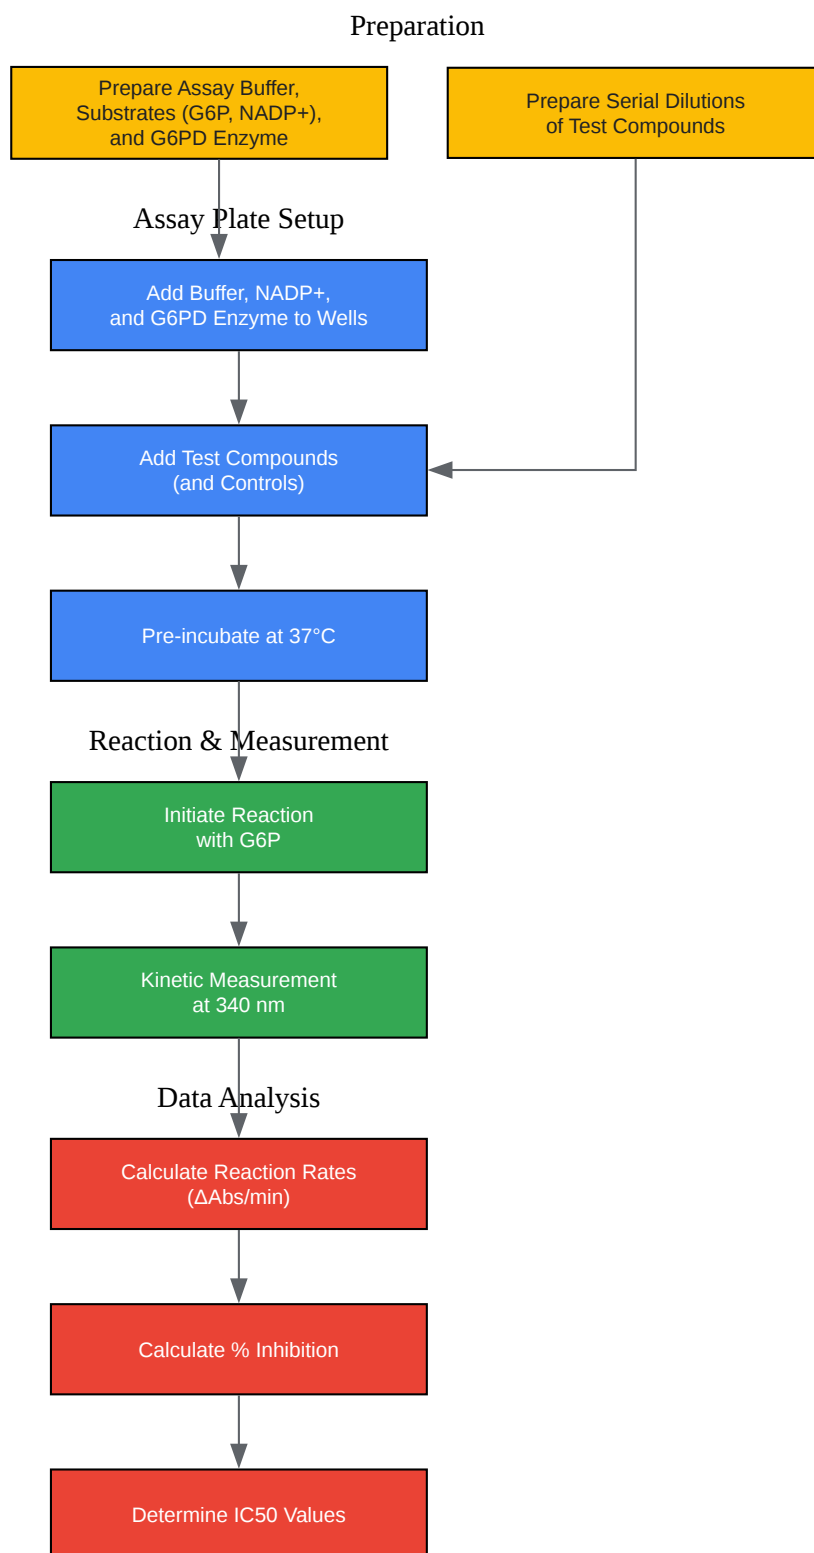 Preparation
Prepare Assay Buffer,
Substrates (G6P, NADP+),
and G6PD Enzyme
Prepare Serial Dilutions
of Test Compounds
Assay Plate Setup
Add Buffer, NADP+,
and G6PD Enzyme to Wells
Add Test Compounds
(and Controls)
Pre-incubate at 37°C
Reaction & Measurement
Initiate Reaction
with G6P
Kinetic Measurement
at 340 nm
Data Analysis
Calculate Reaction Rates
(ΔAbs/min)
Calculate % Inhibition
Determine IC50 Values